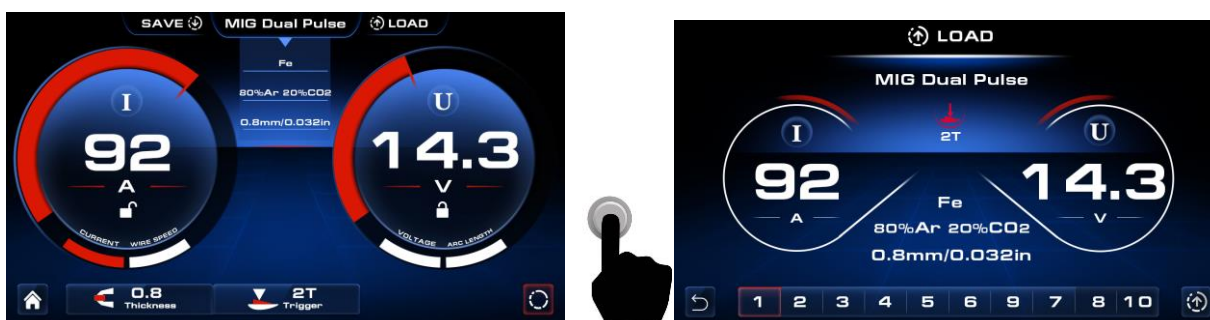 SAVE MIG Dual Pulse LOAD
Fe
80%Ar 20%CO2
0.8mm/0.032in
I
92
A
CURRENT WIRE SPEED
U
14.3
V
VOLTAGE ARC LENGTH
0.8
Thickness
2T
Trigger
LOAD
MIG Dual Pulse
2T
I
92
A
U
14.3
V
Fe
80%Ar 20%CO2
0.8mm/0.032in
1 2 3 4 5 6 9 7 8 10